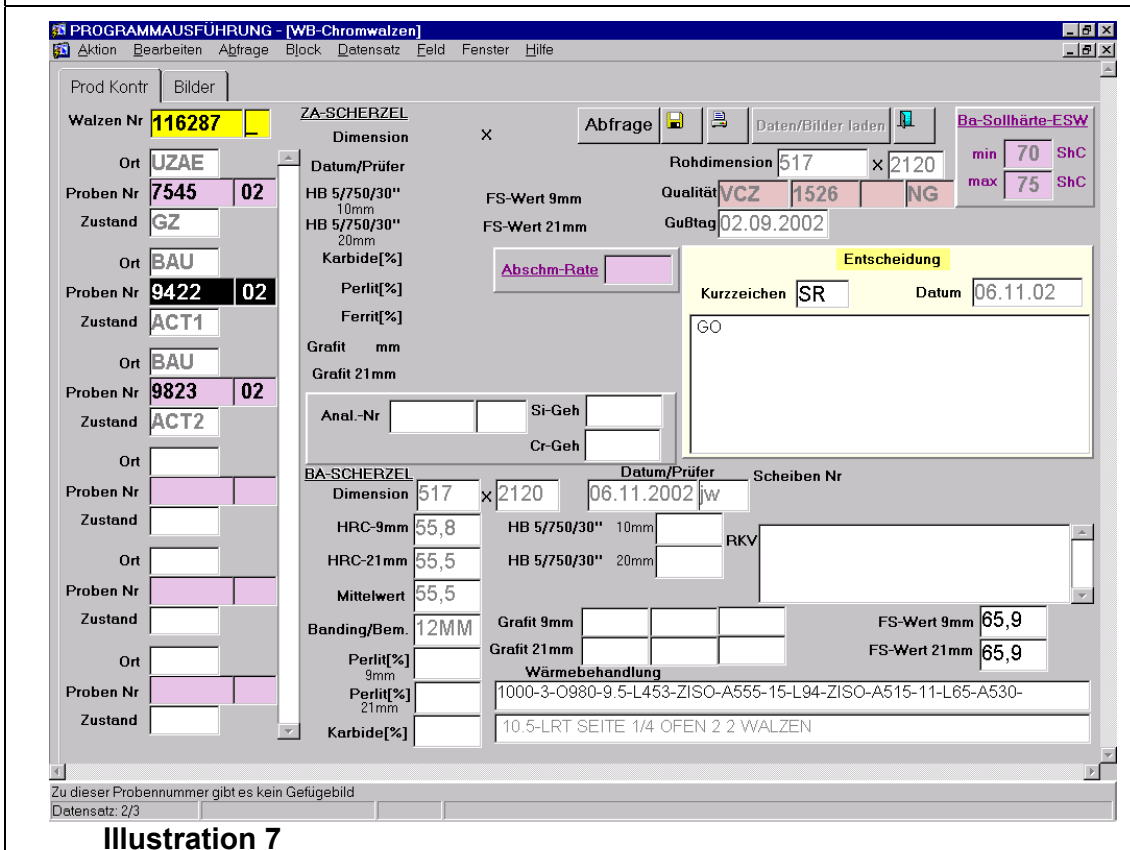 PROGRAMMAUSFÜHRUNG - [WB-Chromwalzen]
Aktion Bearbeiten Abfrage Block Datensatz Feld Fenster Hilfe
Prod Kontr Bilder
Walzen Nr 116287 _
Ort UZAE
Proben Nr 7545 02
Zustand GZ
Ort BAU
Proben Nr 9422 02
Zustand ACT1
Ort BAU
Proben Nr 9823 02
Zustand ACT2
Ort
Proben Nr
Zustand
Ort
Proben Nr
Zustand
Ort
Proben Nr
Zustand
ZA-SCHERZEL
Dimension x
Datum/Prüfer
HB 5/750/30" 10mm FS-Wert 9mm
HB 5/750/30" 20mm FS-Wert 21mm
Karbide[%]
Perlit[%]
Ferrit[%]
Grafit mm
Grafit 21mm
Abschm-Rate
Abfrage Daten/Bilder laden
Rohdimension 517 x 2120
Qualität VCZ 1526 NG
Gußtag 02.09.2002
Ba-Sollhärte-ESW
min 70 ShC
max 75 ShC
Entscheidung
Kurzzeichen SR Datum 06.11.02
GO
Anal.-Nr Si-Geh
Cr-Geh
BA-SCHERZEL Datum/Prüfer Scheiben Nr
Dimension 517 x 2120 06.11.2002 jw
HRC-9mm 55,8 HB 5/750/30" 10mm RKV
HRC-21mm 55,5 HB 5/750/30" 20mm
Mittelwert 55,5
Banding/Bem. 12MM Grafit 9mm FS-Wert 9mm 65,9
Grafit 21mm FS-Wert 21mm 65,9
Perlit[%] 9mm Wärmebehandlung
Perlit[%] 21mm 1000-3-O980-9.5-L453-ZISO-A555-15-L94-ZISO-A515-11-L65-A530-
Karbide[%] 10.5-LRT SEITE 1/4 OFEN 2 2 WALZEN
Zu dieser Probennummer gibt es kein Gefügebild
Datensatz: 2/3
Illustration 7